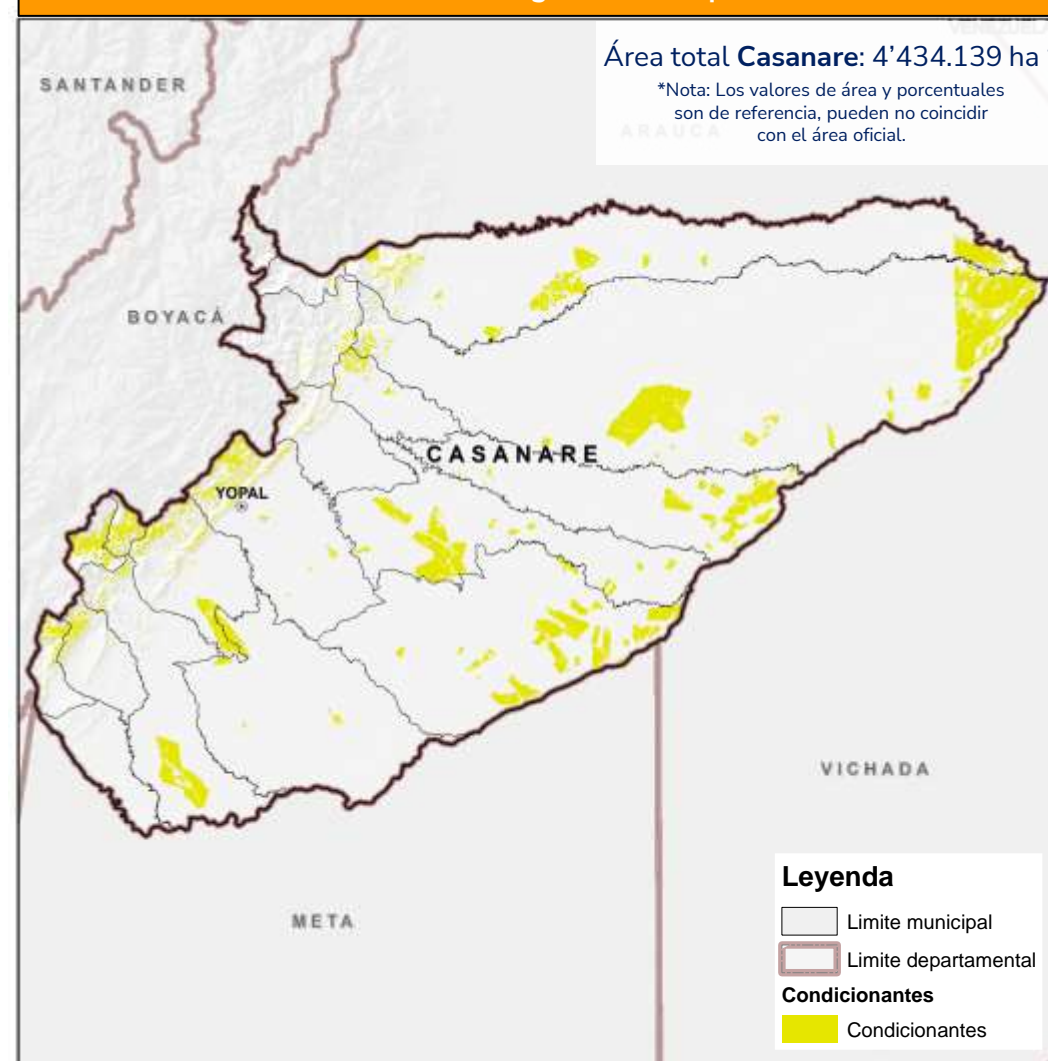 Área total Casanare: 4’434.139 ha
*Nota: Los valores de área y porcentuales
son de referencia, pueden no coincidir
con el área oficial.
VENEZUELA
SANTANDER
ARAUCA
BOYACÁ
CASANARE
YOPAL
VICHADA
META
Leyenda
Limite municipal
Limite departamental
Condicionantes
Condicionantes